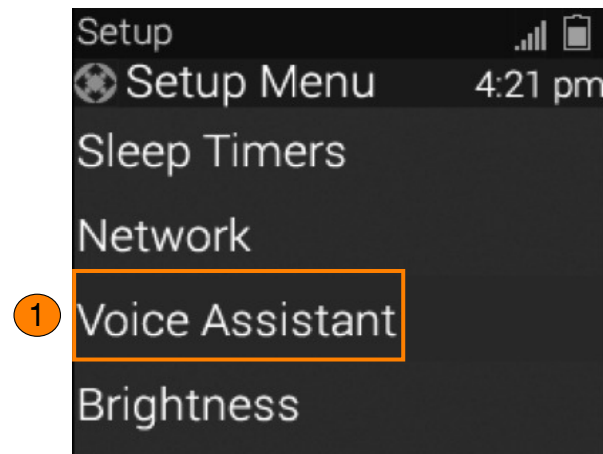 Setup
Setup Menu 4:21 pm
Sleep Timers
Network
1 Voice Assistant
Brightness